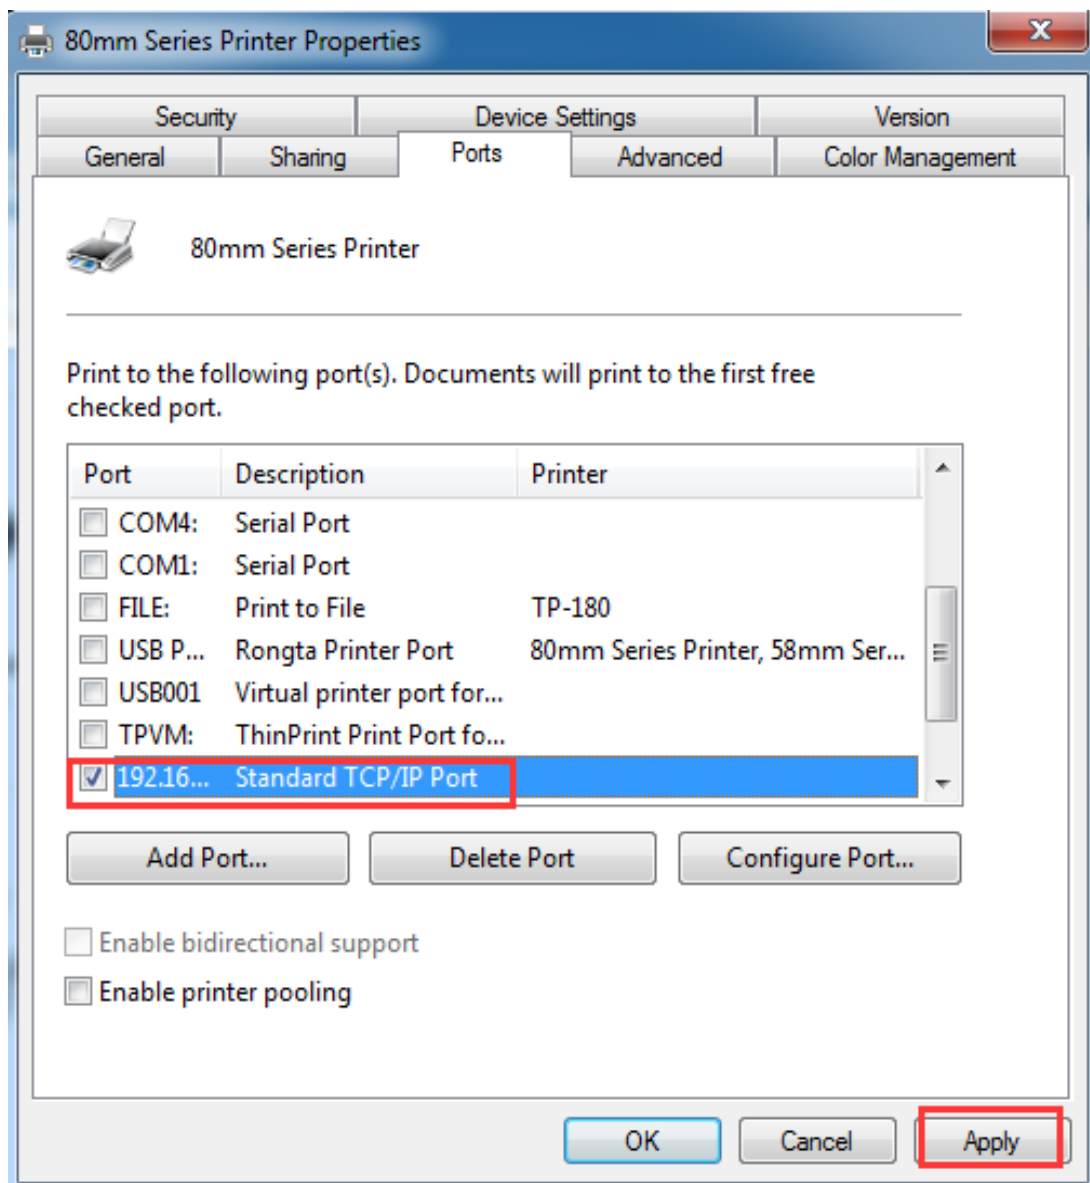 80mm Series Printer Properties
Security Device Settings Version
General Sharing Ports Advanced Color Management
80mm Series Printer
Print to the following port(s). Documents will print to the first free
checked port.
Port Description Printer
COM4: Serial Port
COM1: Serial Port
FILE: Print to File TP-180
USB P... Rongta Printer Port 80mm Series Printer, 58mm Ser...
USB001 Virtual printer port for...
TPVM: ThinPrint Print Port fo...
192.16... Standard TCP/IP Port
Add Port... Delete Port Configure Port...
Enable bidirectional support
Enable printer pooling
OK Cancel Apply